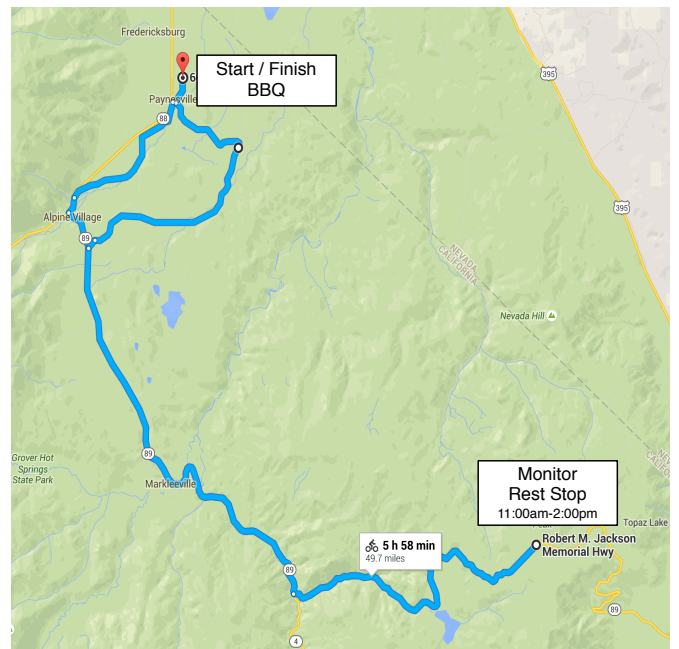 Fredericksburg
395
Start / Finish
BBQ
Paynesville
88
395
Alpine Village
89
NEVADA
CALIFORNIA
Nevada Hill
Grover Hot
Springs
State Park
89
Markleeville
Monitor
Rest Stop
11:00am-2:00pm
Topaz Lake
Robert M. Jackson
Memorial Hwy
5 h 58 min
49.7 miles
89
89
4